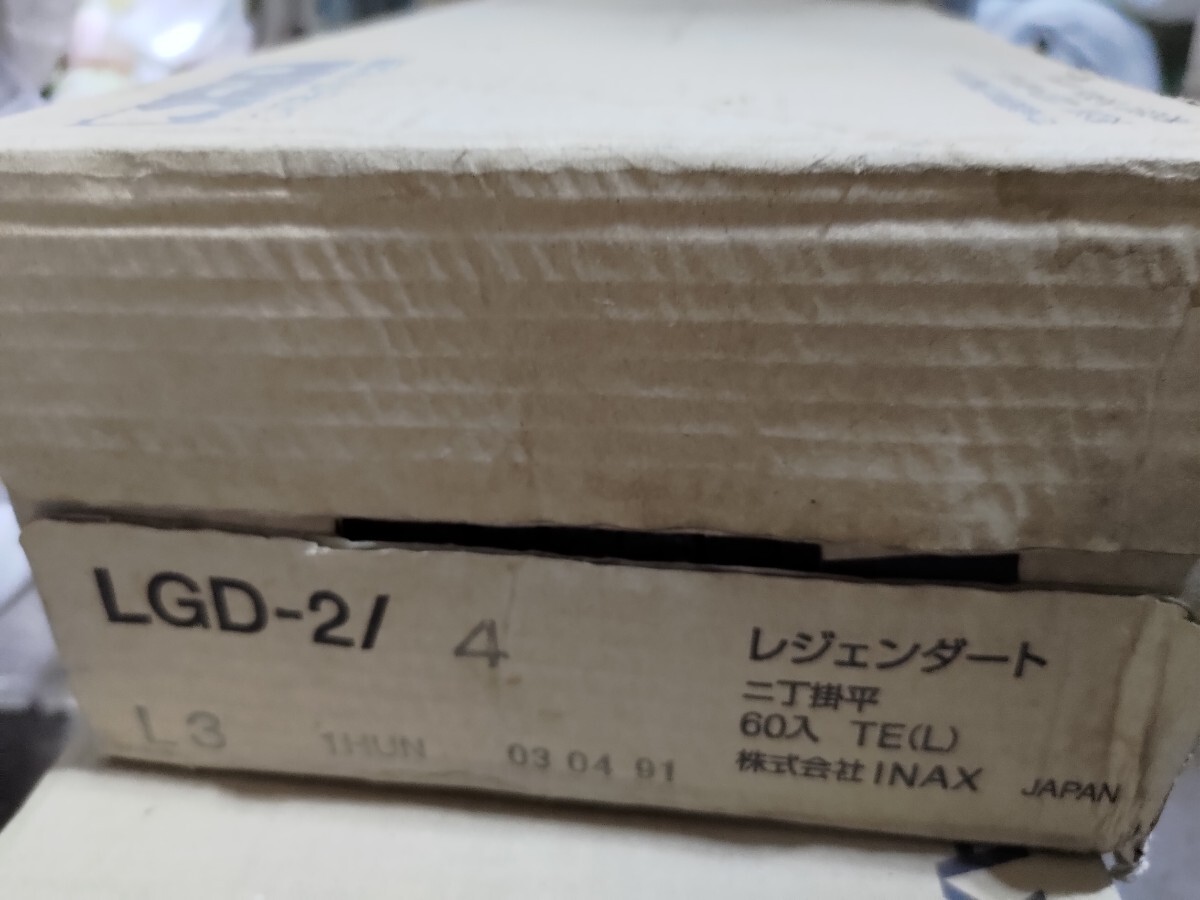 LGD-2/ 4
レジェンダート
二丁掛平
60入 TE(L)
株式会社INAX JAPAN
L3 1HUN 03 04 91